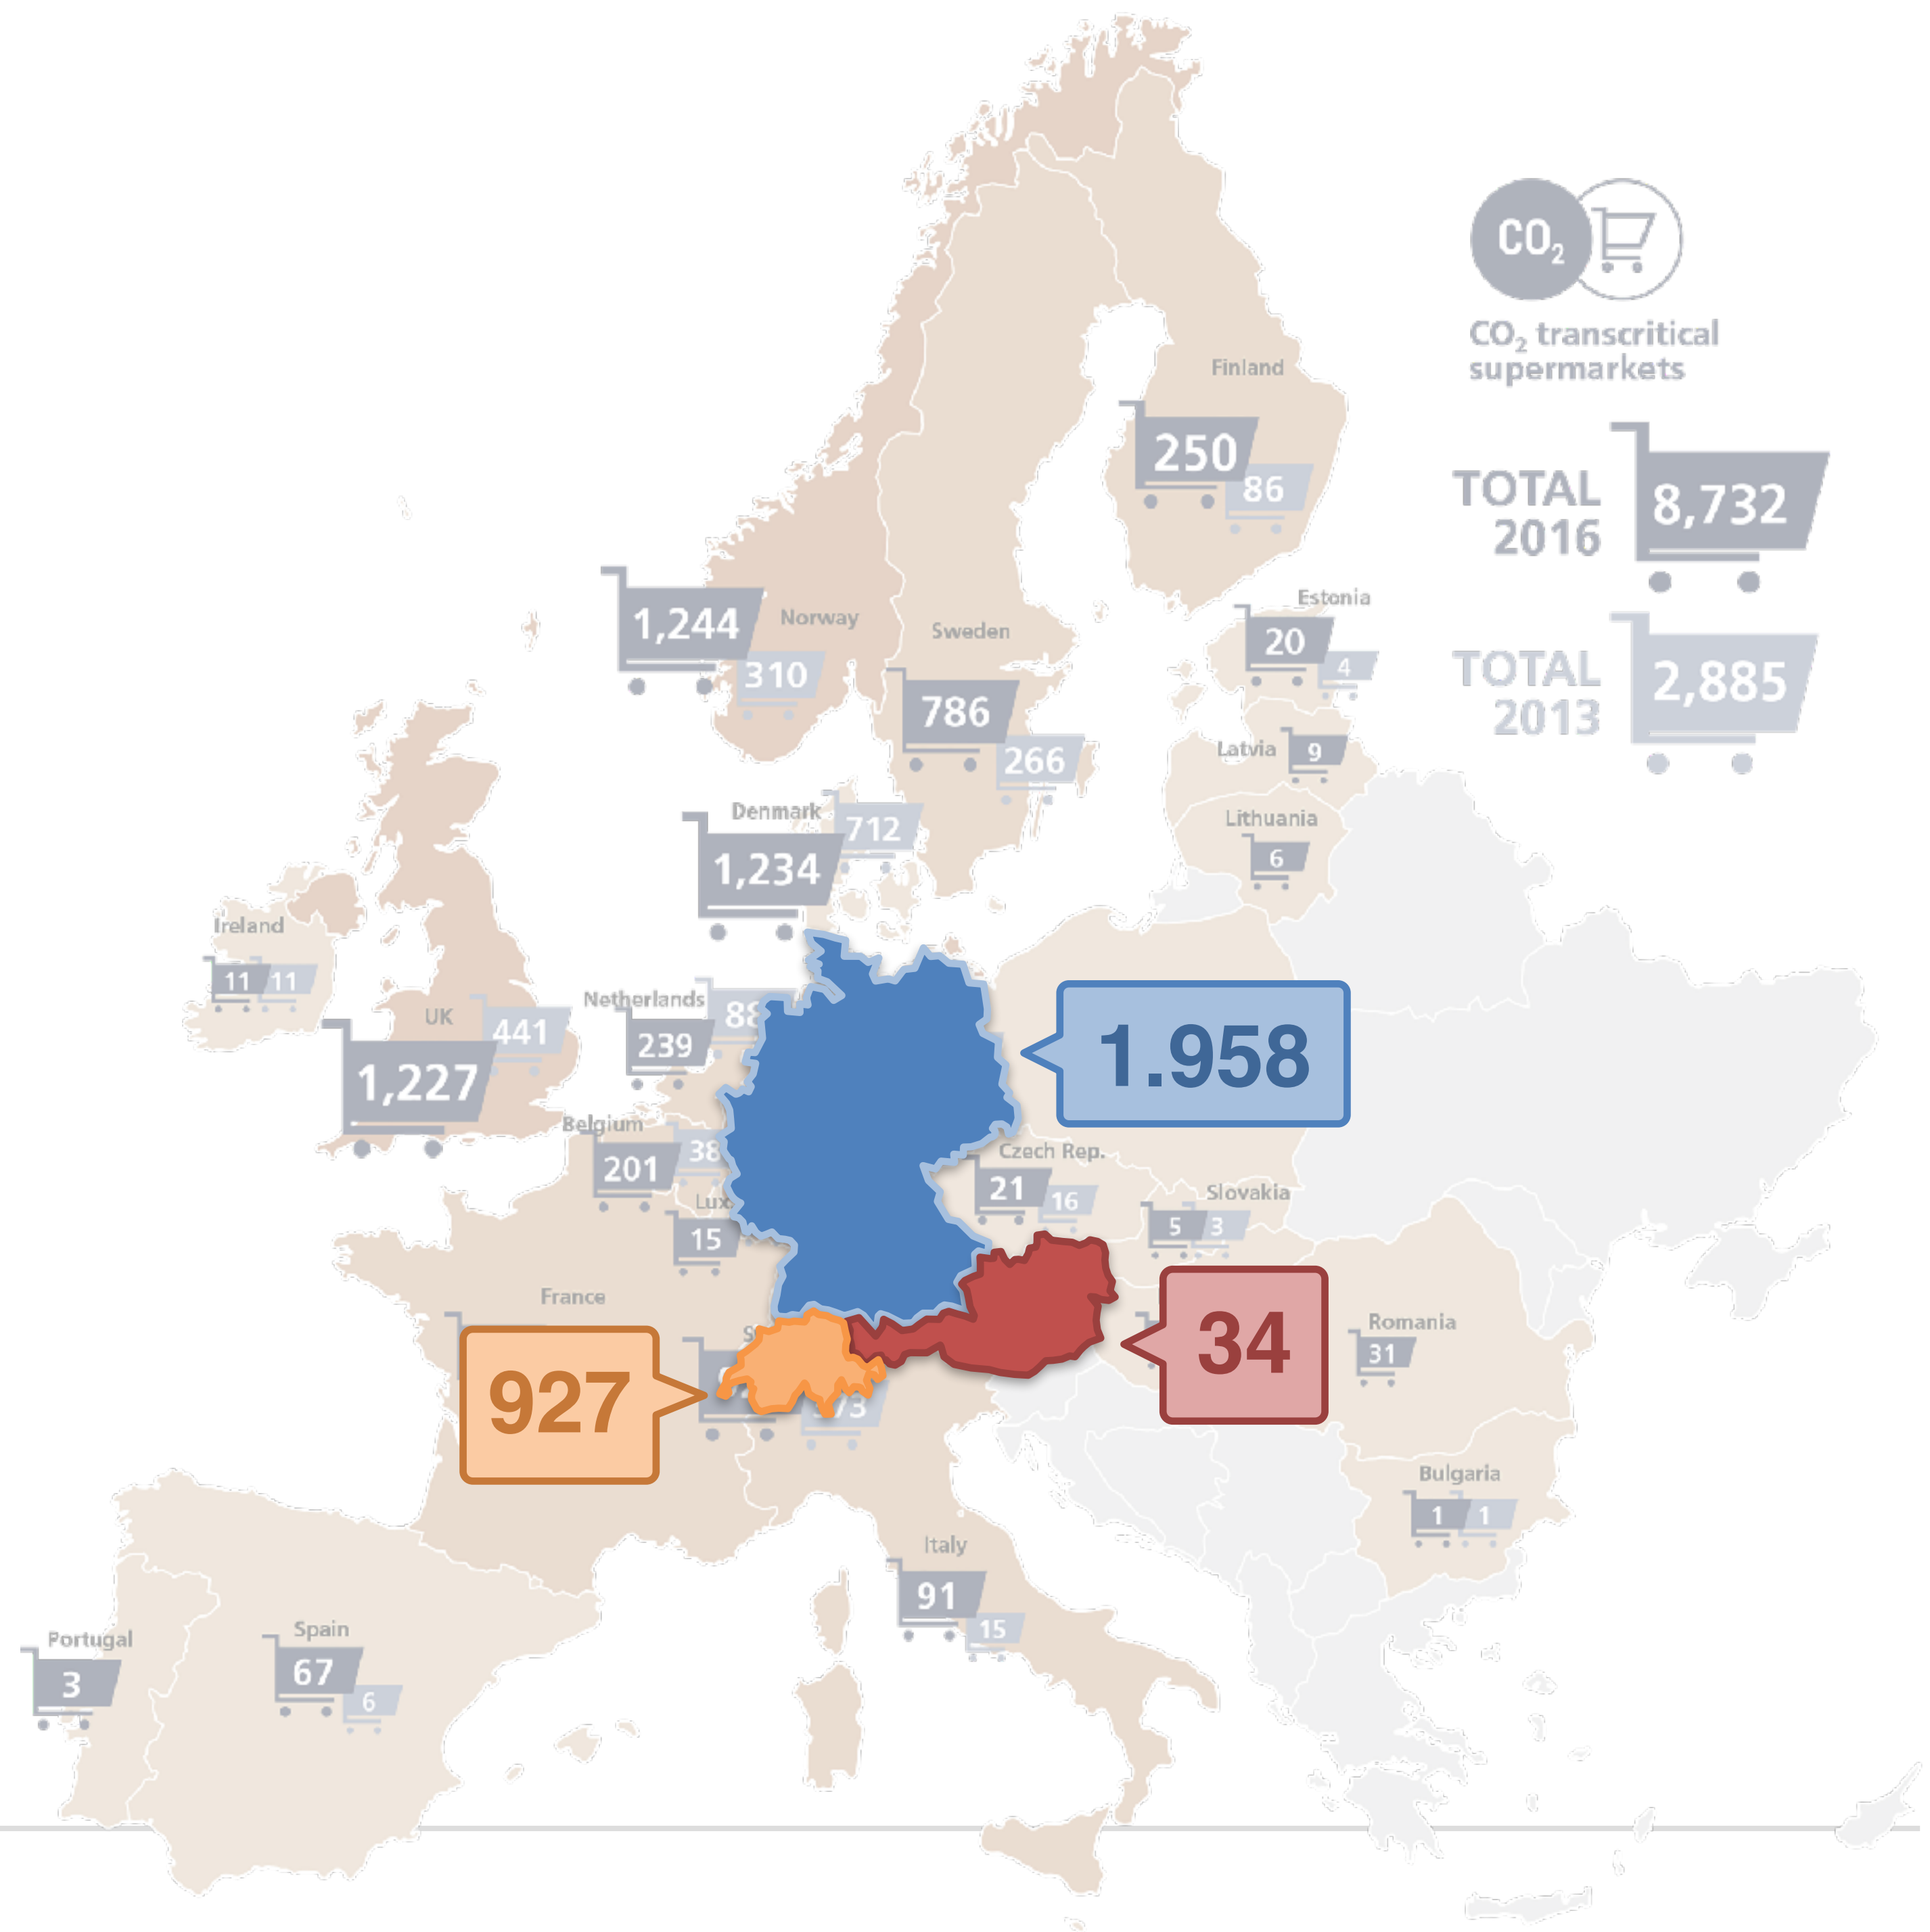 CO2
CO2 transcritical
supermarkets
Finland
250
86
TOTAL
2016
8,732
Estonia
1,244
Norway
310
Sweden
20
4
TOTAL
2013
2,885
786
266
Latvia
9
Denmark
712
1,234
Lithuania
6
Ireland
11
11
Netherlands
88
239
UK
441
1,227
1.958
Belgium
38
201
Czech Rep.
21
16
Lux.
15
Slovakia
5
3
France
34
Romania
31
927
Bulgaria
1
1
Italy
91
15
Portugal
3
Spain
67
6